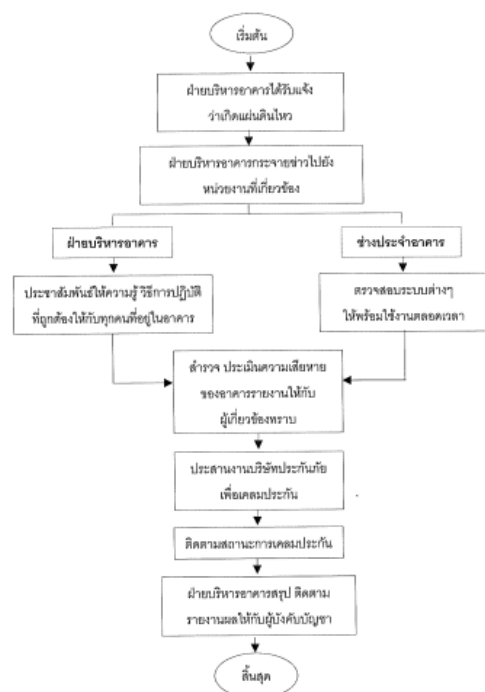 เริ่มต้น
ฝ่ายบริหารอาคารได้รับแจ้ง
ว่าเกิดแผ่นดินไหว
ฝ่ายบริหารอาคารกระจายข่าวไปยัง
หน่วยงานที่เกี่ยวข้อง
ฝ่ายบริหารอาคาร
ช่างประจำอาคาร
ประชาสัมพันธ์ให้ความรู้ วิธีการปฏิบัติ
ที่ถูกต้องให้กับทุกคนที่อยู่ในอาคาร
ตรวจสอบระบบต่างๆ
ให้พร้อมใช้งานตลอดเวลา
สำรวจ ประเมินความเสียหาย
ของอาคารรายงานให้กับ
ผู้เกี่ยวข้องทราบ
ประสานงานบริษัทประกันภัย
เพื่อเคลมประกัน
ติดตามสถานะการเคลมประกัน
ฝ่ายบริหารอาคารสรุป ติดตาม
รายงานผลให้กับผู้บังคับบัญชา
สิ้นสุด